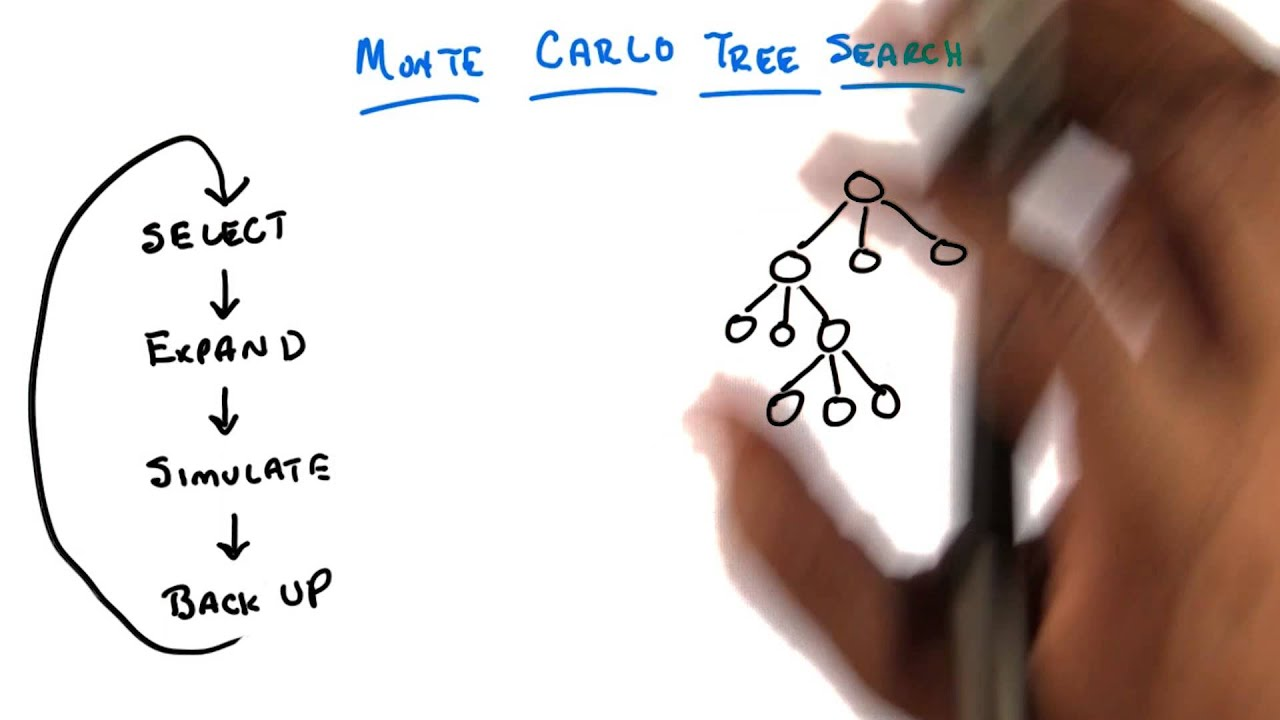 MONTE CARLO TREE SEARCH
SELECT
EXPAND
SIMULATE
BACK UP